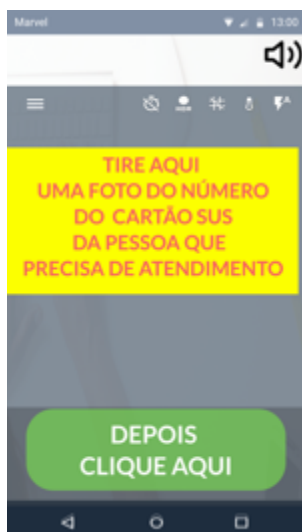 Marvel 13:00
TIRE AQUI
UMA FOTO DO NÚMERO
DO CARTÃO SUS
DA PESSOA QUE
PRECISA DE ATENDIMENTO
DEPOIS
CLIQUE AQUI